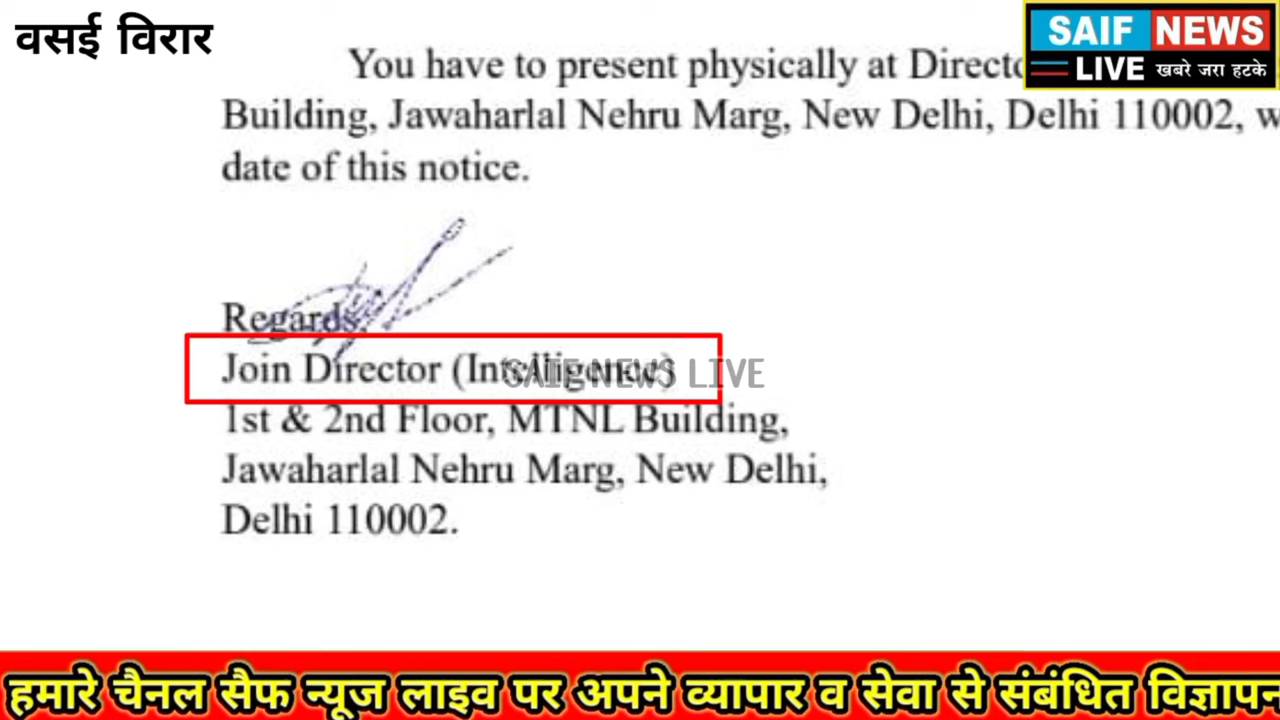 वसई विरार
SAIF NEWS
LIVE खबरे जरा हटके
You have to present physically at
Building, Jawaharlal Nehru Marg, New Delhi, Delhi 110002,
date of this notice.
Regards,
Join Director (Intelligence)
SAIF NEWS LIVE
1st & 2nd Floor, MTNL Building,
Jawaharlal Nehru Marg, New Delhi,
Delhi 110002.
हमारे चैनल सैफ न्यूज लाइव पर अपने व्यापार व सेवा से संबंधित विज्ञापन